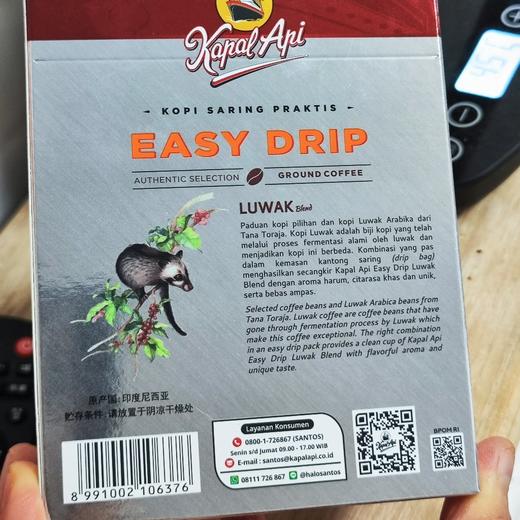 KOPI SARING RUANG
Kapal Api
- KOPI SARING PRAKTIS -
EASY DRIP
AUTHENTIC SELECTION GROUND COFFEE
LUWAK Blend
Paduan kopi pilihan dan kopi Luwak Arabika dari
Tana Toraja. Kopi Luwak adalah biji kopi yang telah
melalui proses fermentasi alami oleh luwak dan
menjadikan kopi ini berbeda. Kombinasi yang pas
dalam kemasan kantong saring (drip bag)
menghasilkan secangkir Kapal Api Easy Drip Luwak
Blend dengan aroma harum, citarasa khas dan unik,
serta bebas ampas.
Selected coffee beans and Luwak Arabica beans from
Tana Toraja. Luwak coffee are coffee beans that have
gone through fermentation process by Luwak which
make this coffee exceptional. The right combination
in an easy drip pack provides a clean cup of Kapal Api
Easy Drip Luwak Blend with flavorful aroma and
unique taste.
原产国: 印度尼西亚
贮存条件: 请放置于阴凉干燥处
8 991002 106376
Layanan Konsumen
0800-1-726867 (SANTOS)
Senin s/d Jumat 09.00 - 17.00 WIB
E-mail : santos@kapalapi.co.id
08111 726 867 @halosantos
Kapal Api
BPOM RI